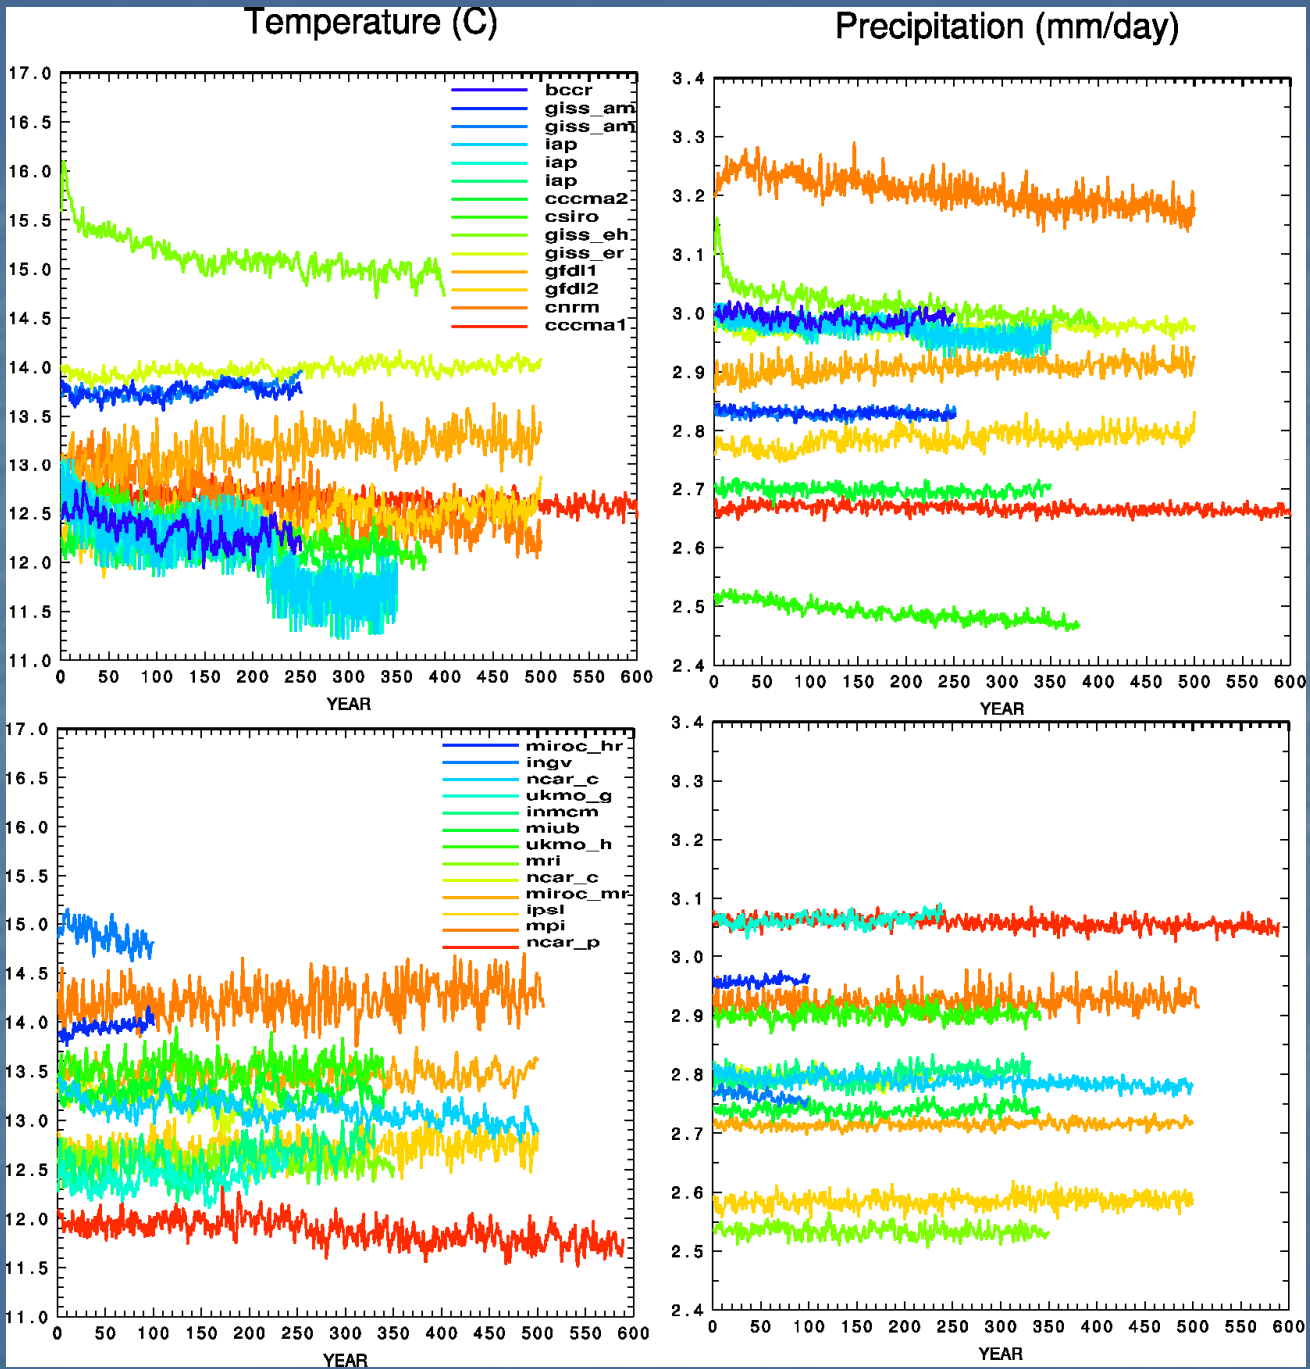 Temperature (C)
Precipitation (mm/day)
17.0
16.5
16.0
15.5
15.0
14.5
14.0
13.5
13.0
12.5
12.0
11.5
11.0
bccr
giss_am
giss_am
iap
iap
iap
cccma2
csiro
giss_eh
giss_er
gfdl1
gfdl2
cnrm
cccma1
0 50 100 150 200 250 300 350 400 450 500 550 600
YEAR
3.4
3.3
3.2
3.1
3.0
2.9
2.8
2.7
2.6
2.5
2.4
0 50 100 150 200 250 300 350 400 450 500 550 600
YEAR
17.0
16.5
16.0
15.5
15.0
14.5
14.0
13.5
13.0
12.5
12.0
11.5
11.0
miroc_hr
ingv
ncar_c
ukmo_g
inmcm
miub
ukmo_h
mri
ncar_c
miroc_mr
ipsl
mpi
ncar_p
0 50 100 150 200 250 300 350 400 450 500 550 600
YEAR
3.4
3.3
3.2
3.1
3.0
2.9
2.8
2.7
2.6
2.5
2.4
0 50 100 150 200 250 300 350 400 450 500 550 600
YEAR